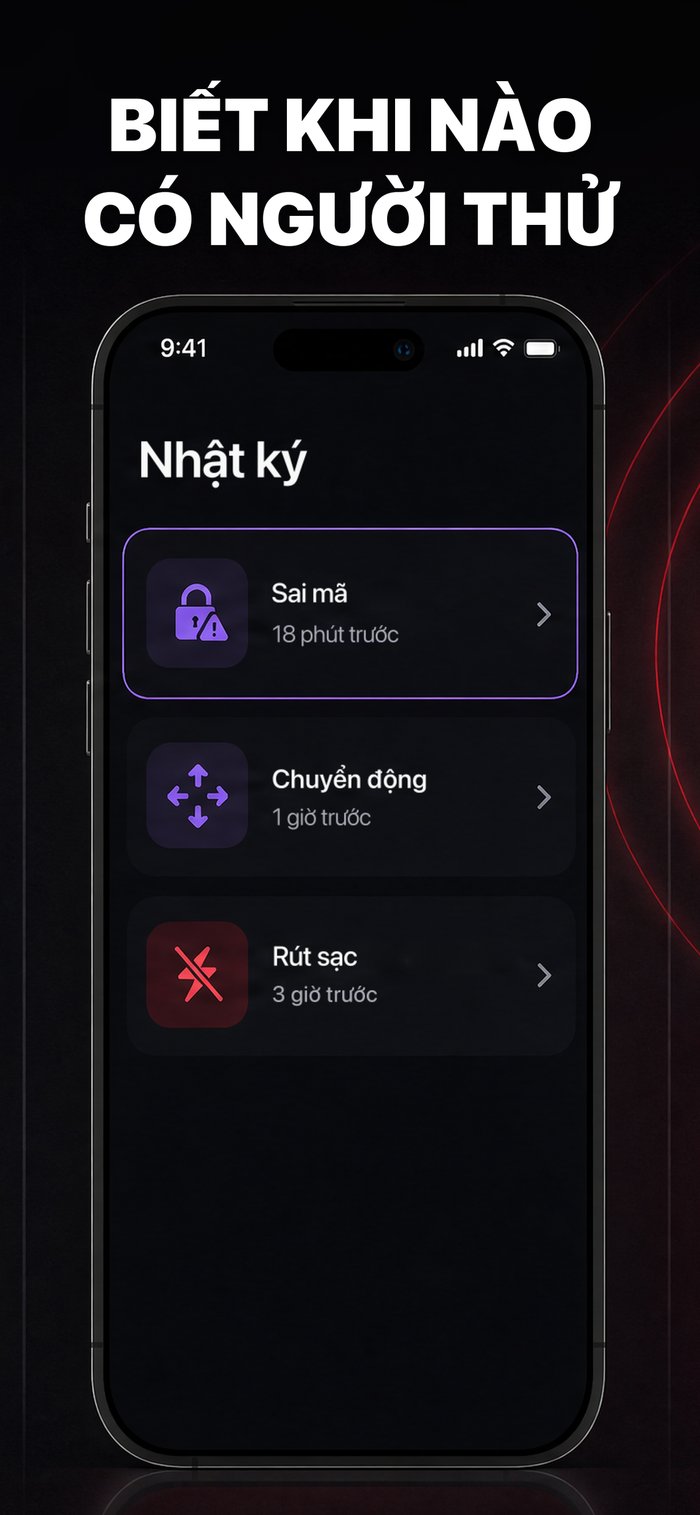 BIẾT KHI NÀO
CÓ NGƯỜI THỬ
9:41
Nhật ký
Sai mã
18 phút trước
Chuyển động
1 giờ trước
Rút sạc
3 giờ trước